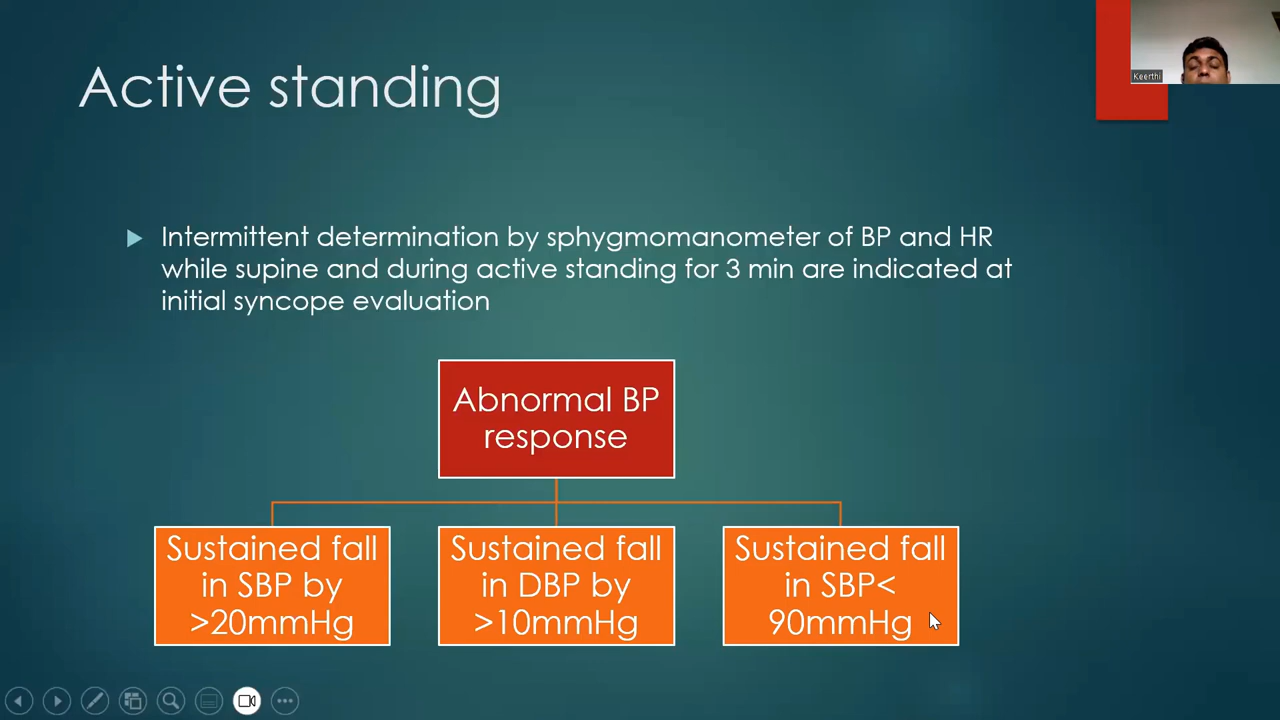 Active standing
Keerthi
Intermittent determination by sphygmomanometer of BP and HR
while supine and during active standing for 3 min are indicated at
initial syncope evaluation
Abnormal BP
response
Sustained fall
in SBP by
>20mmHg
Sustained fall
in DBP by
>10mmHg
Sustained fall
in SBP<
90mmHg